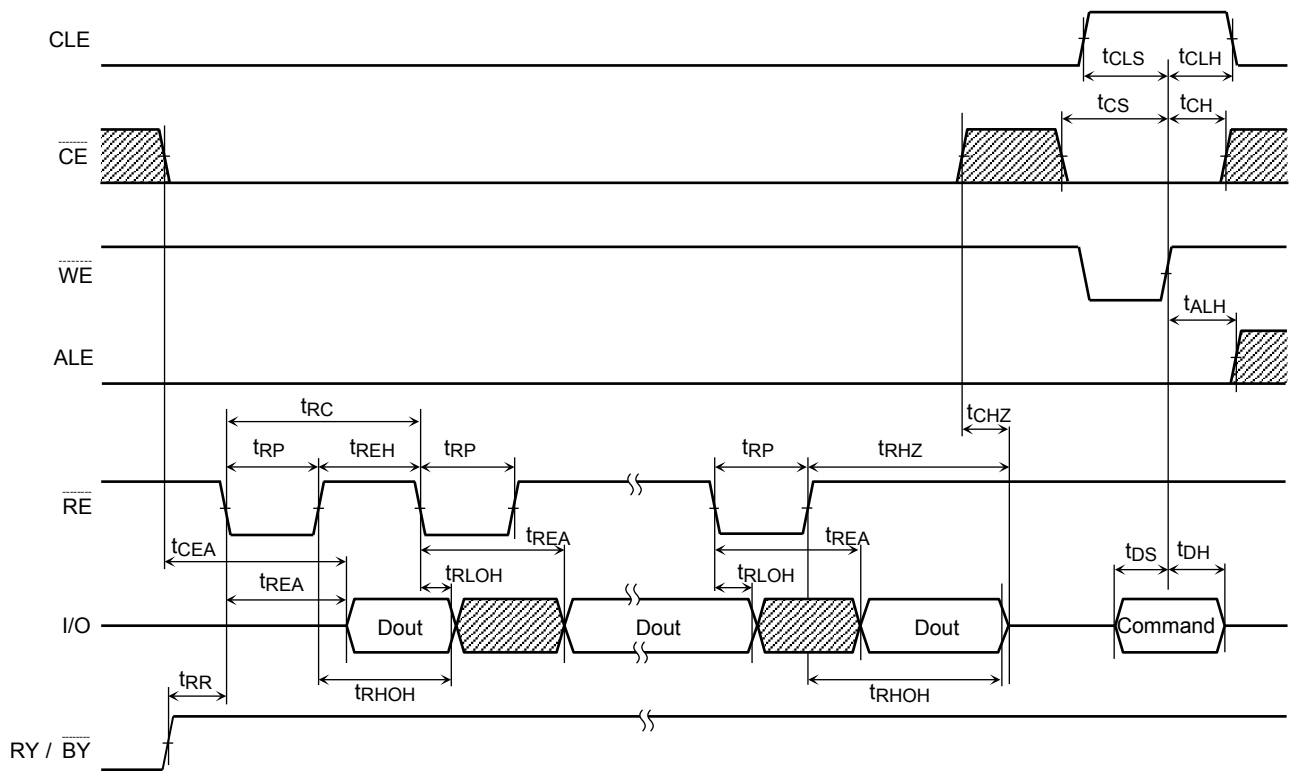 CLE
tCLS tCLH
tCS tCH
CE
WE
tALH
ALE
tRC
tCHZ
tRP tREH tRP tRP tRHZ
RE
tCEA tREA tREA
tREA tRLOH tRLOH tDS tDH
I/O Dout Dout Dout Command
tRR tRHOH tRHOH
RY / BY